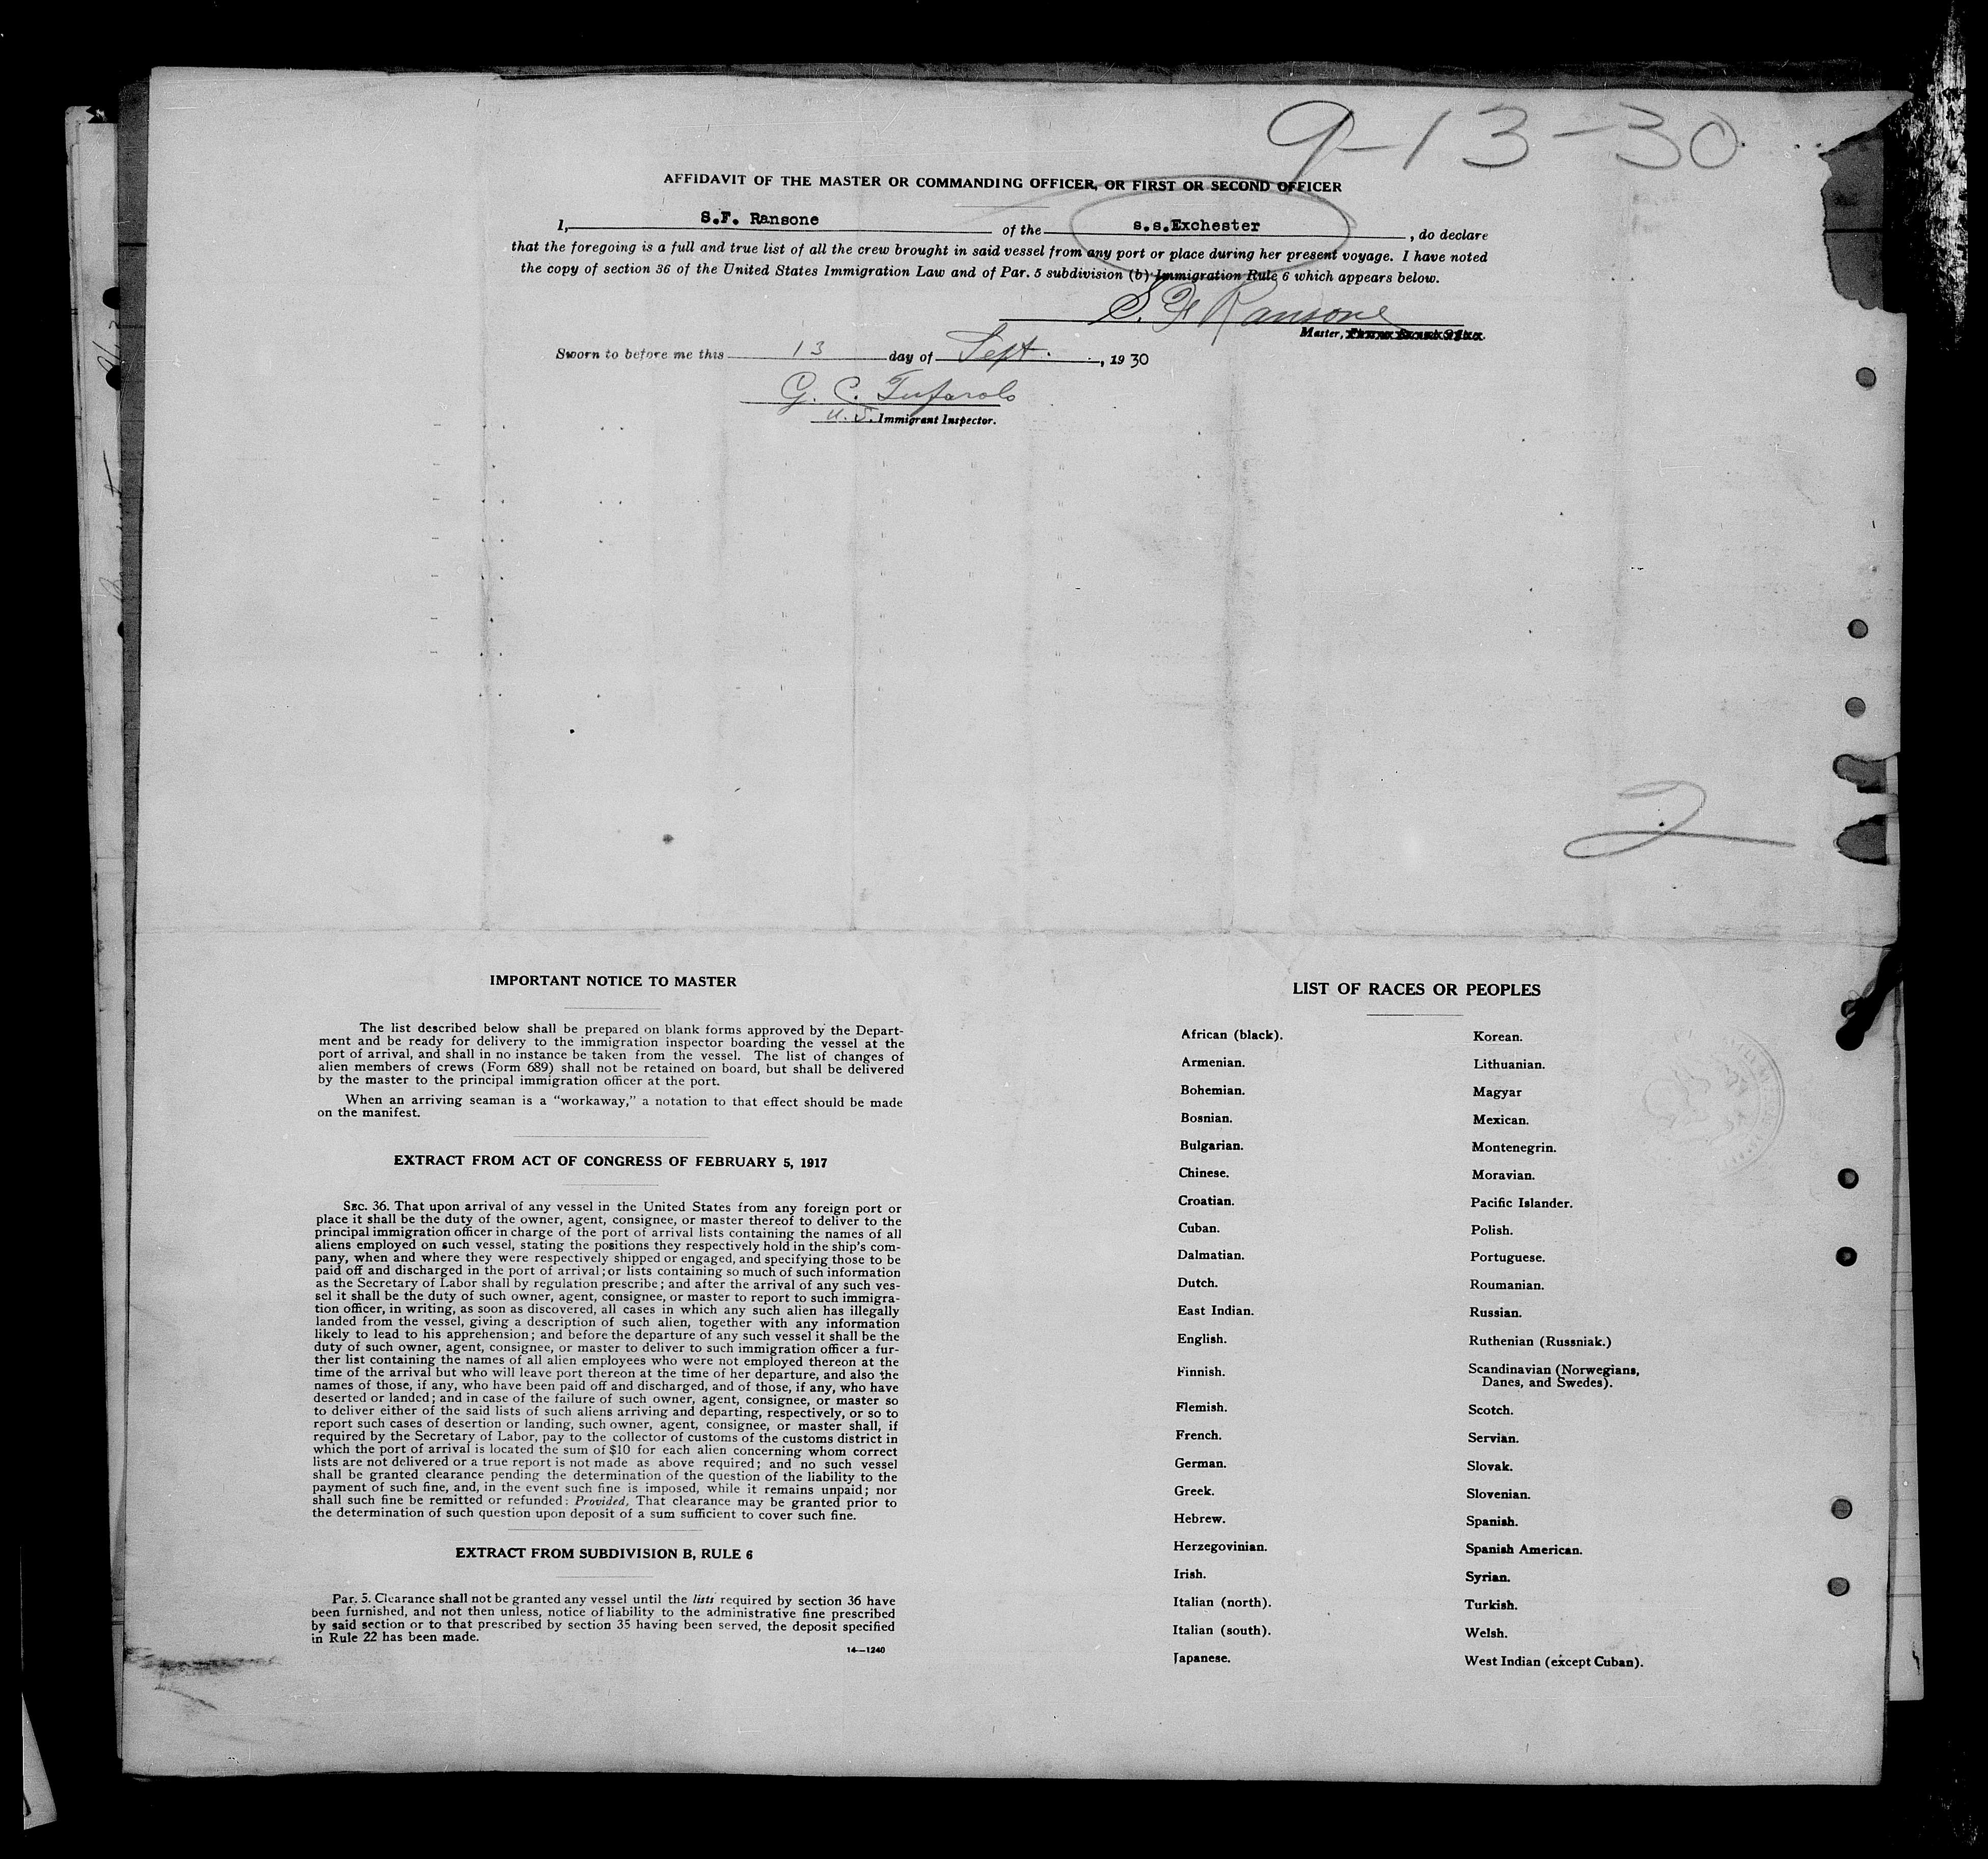 9-13-30
AFFIDAVIT OF THE MASTER OR COMMANDING OFFICER, OR FIRST OR SECOND OFFICER
I, S.F. Ransone of the s.s.Exchester, do declare
that the foregoing is a full and true list of all the crew brought in said vessel from any port or place during her present voyage. I have noted
the copy of section 36 of the United States Immigration Law and of Par. 5 subdivision (b) Immigration Rule 6 which appears below.
S. F. Ransone
Master,
Sworn to before me this 13 day of Sept., 1930
G. C. Tufarolo
U.S. Immigrant Inspector.
2
IMPORTANT NOTICE TO MASTER
The list described below shall be prepared on blank forms approved by the Depart-
ment and be ready for delivery to the immigration inspector boarding the vessel at the
port of arrival, and shall in no instance be taken from the vessel. The list of changes of
alien members of crews (Form 689) shall not be retained on board, but shall be delivered
by the master to the principal immigration officer at the port.
When an arriving seaman is a "workaway," a notation to that effect should be made
on the manifest.
EXTRACT FROM ACT OF CONGRESS OF FEBRUARY 5, 1917
SEC. 36. That upon arrival of any vessel in the United States from any foreign port or
place it shall be the duty of the owner, agent, consignee, or master thereof to deliver to the
principal immigration officer in charge of the port of arrival lists containing the names of all
aliens employed on such vessel, stating the positions they respectively hold in the ship's com-
pany, when and where they were respectively shipped or engaged, and specifying those to be
paid off and discharged in the port of arrival; or lists containing so much of such information
as the Secretary of Labor shall by regulation prescribe; and after the arrival of any such ves-
sel it shall be the duty of such owner, agent, consignee, or master to report to such immigra-
tion officer, in writing, as soon as discovered, all cases in which any such alien has illegally
landed from the vessel, giving a description of such alien, together with any information
likely to lead to his apprehension; and before the departure of any such vessel it shall be the
duty of such owner, agent, consignee, or master to deliver to such immigration officer a fur-
ther list containing the names of all alien employees who were not employed thereon at the
time of the arrival but who will leave port thereon at the time of her departure, and also the
names of those, if any, who have been paid off and discharged, and of those, if any, who have
deserted or landed; and in case of the failure of such owner, agent, consignee, or master so
to deliver either of the said lists of such aliens arriving and departing, respectively, or so to
report such cases of desertion or landing, such owner, agent, consignee, or master shall, if
required by the Secretary of Labor, pay to the collector of customs of the customs district in
which the port of arrival is located the sum of $10 for each alien concerning whom correct
lists are not delivered or a true report is not made as above required; and no such vessel
shall be granted clearance pending the determination of the question of the liability to the
payment of such fine, and, in the event such fine is imposed, while it remains unpaid; nor
shall such fine be remitted or refunded: Provided, That clearance may be granted prior to
the determination of such question upon deposit of a sum sufficient to cover such fine.
EXTRACT FROM SUBDIVISION B, RULE 6
Par. 5. Clearance shall not be granted any vessel until the lists required by section 36 have
been furnished, and not then unless, notice of liability to the administrative fine prescribed
by said section or to that prescribed by section 35 having been served, the deposit specified
in Rule 22 has been made.
14—1240
LIST OF RACES OR PEOPLES
African (black).
Armenian.
Bohemian.
Bosnian.
Bulgarian.
Chinese.
Croatian.
Cuban.
Dalmatian.
Dutch.
East Indian.
English.
Finnish.
Flemish.
French.
German.
Greek.
Hebrew.
Herzegovinian.
Irish.
Italian (north).
Italian (south).
Japanese.
Korean.
Lithuanian.
Magyar
Mexican.
Montenegrin.
Moravian.
Pacific Islander.
Polish.
Portuguese.
Roumanian.
Russian.
Ruthenian (Russniak.)
Scandinavian (Norwegians,
Danes, and Swedes).
Scotch.
Servian.
Slovak.
Slovenian.
Spanish.
Spanish American.
Syrian.
Turkish.
Welsh.
West Indian (except Cuban).